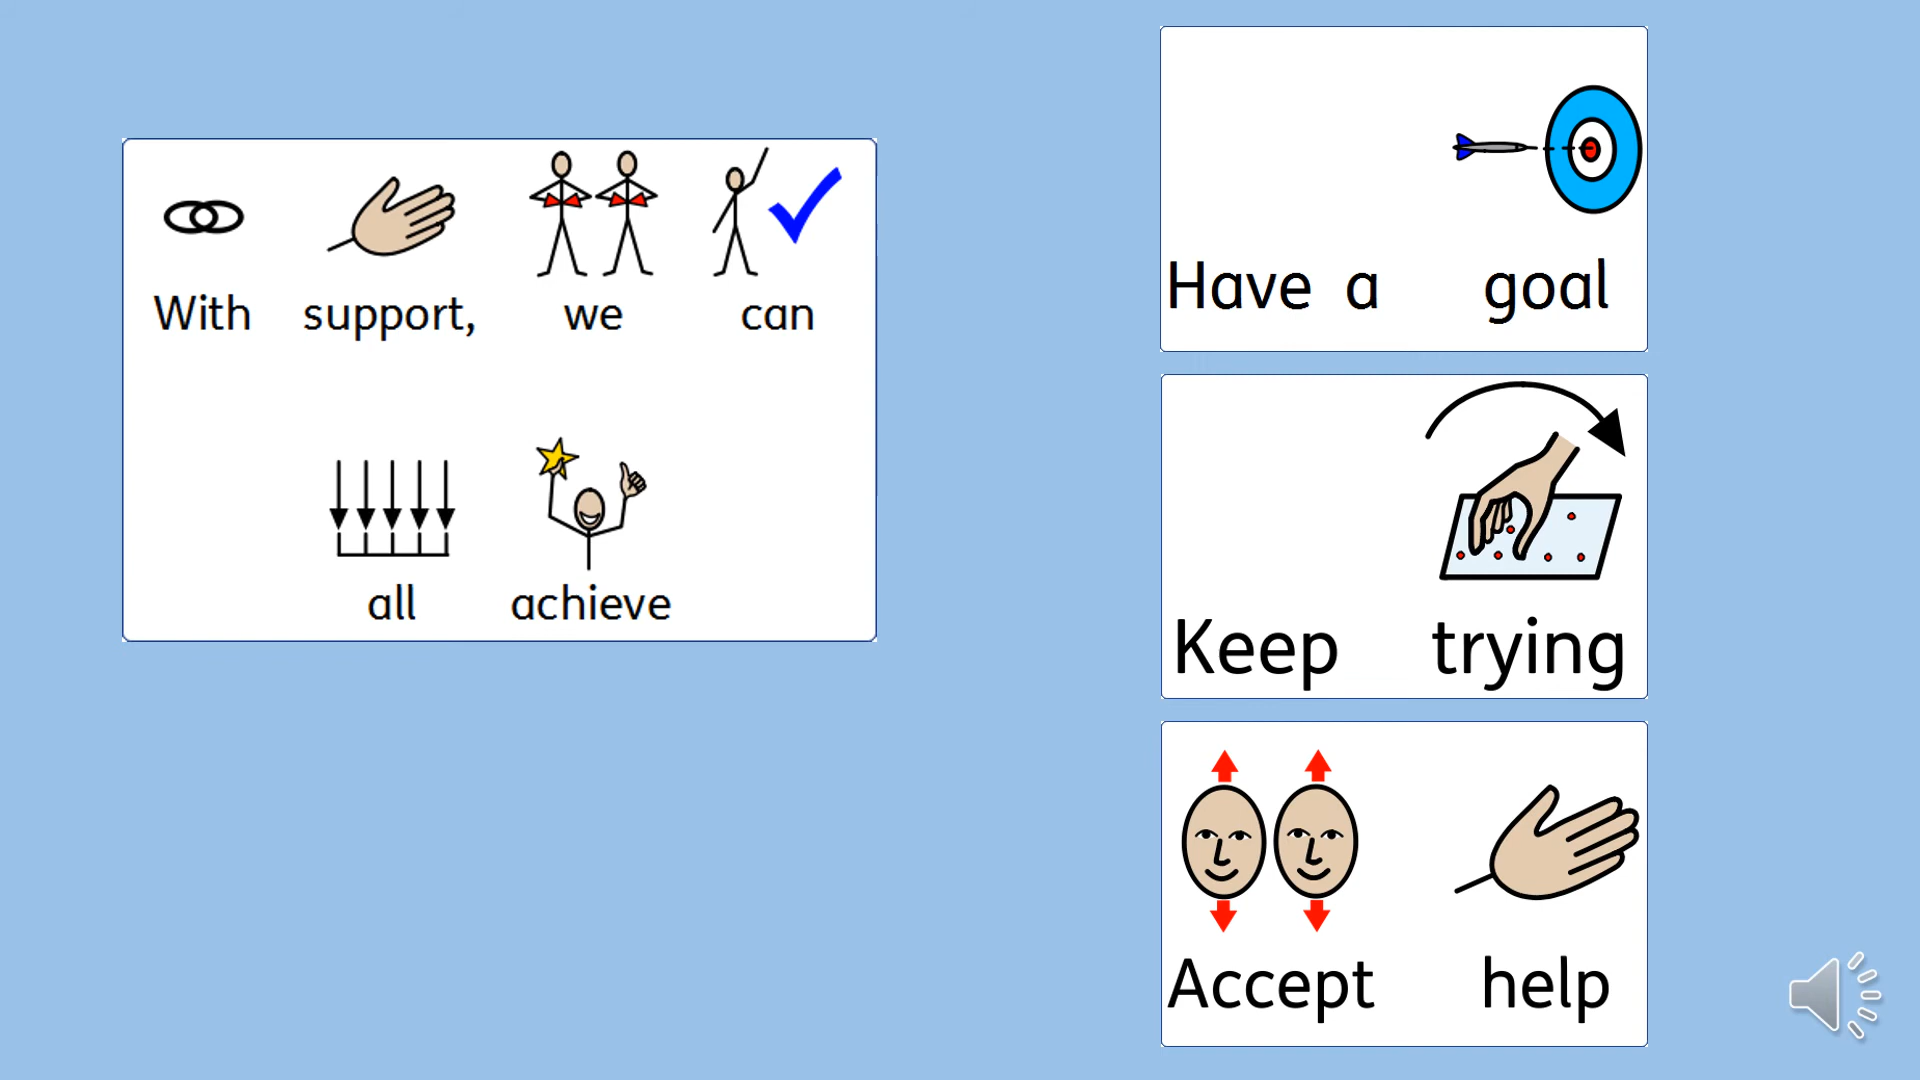 With support, we can
all achieve
Have a goal
Keep trying
Accept help